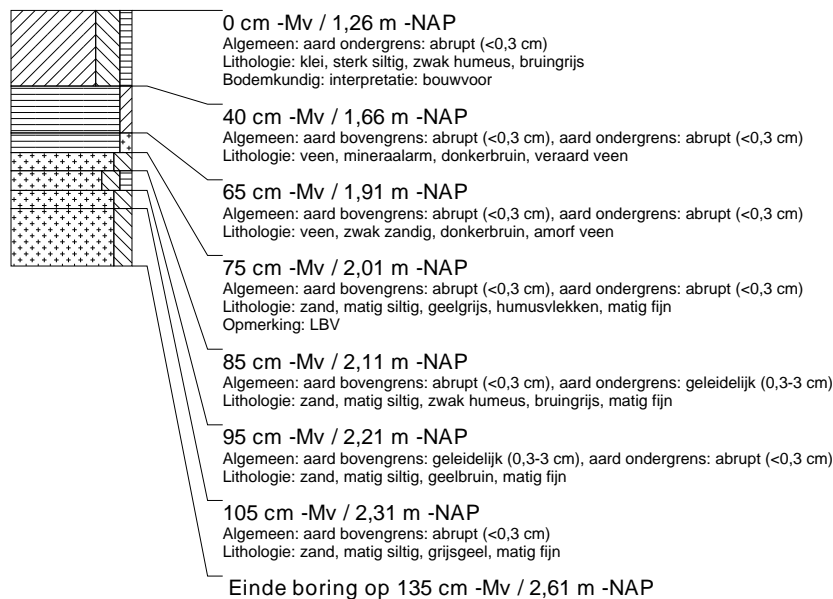 0 cm -Mv / 1,26 m -NAP
Algemeen: aard ondergrens: abrupt (<0,3 cm)
Lithologie: klei, sterk siltig, zwak humeus, bruingrijs
Bodemkundig: interpretatie: bouwvoor
40 cm -Mv / 1,66 m -NAP
Algemeen: aard bovengrens: abrupt (<0,3 cm), aard ondergrens: abrupt (<0,3 cm)
Lithologie: veen, mineraalarm, donkerbruin, veraard veen
65 cm -Mv / 1,91 m -NAP
Algemeen: aard bovengrens: abrupt (<0,3 cm), aard ondergrens: abrupt (<0,3 cm)
Lithologie: veen, zwak zandig, donkerbruin, amorf veen
75 cm -Mv / 2,01 m -NAP
Algemeen: aard bovengrens: abrupt (<0,3 cm), aard ondergrens: abrupt (<0,3 cm)
Lithologie: zand, matig siltig, geelgrijs, humusvlekken, matig fijn
Opmerking: LBV
85 cm -Mv / 2,11 m -NAP
Algemeen: aard bovengrens: abrupt (<0,3 cm), aard ondergrens: geleidelijk (0,3-3 cm)
Lithologie: zand, matig siltig, zwak humeus, bruingrijs, matig fijn
95 cm -Mv / 2,21 m -NAP
Algemeen: aard bovengrens: geleidelijk (0,3-3 cm), aard ondergrens: abrupt (<0,3 cm)
Lithologie: zand, matig siltig, geelbruin, matig fijn
105 cm -Mv / 2,31 m -NAP
Algemeen: aard bovengrens: abrupt (<0,3 cm)
Lithologie: zand, matig siltig, grijsgeel, matig fijn
Einde boring op 135 cm -Mv / 2,61 m -NAP